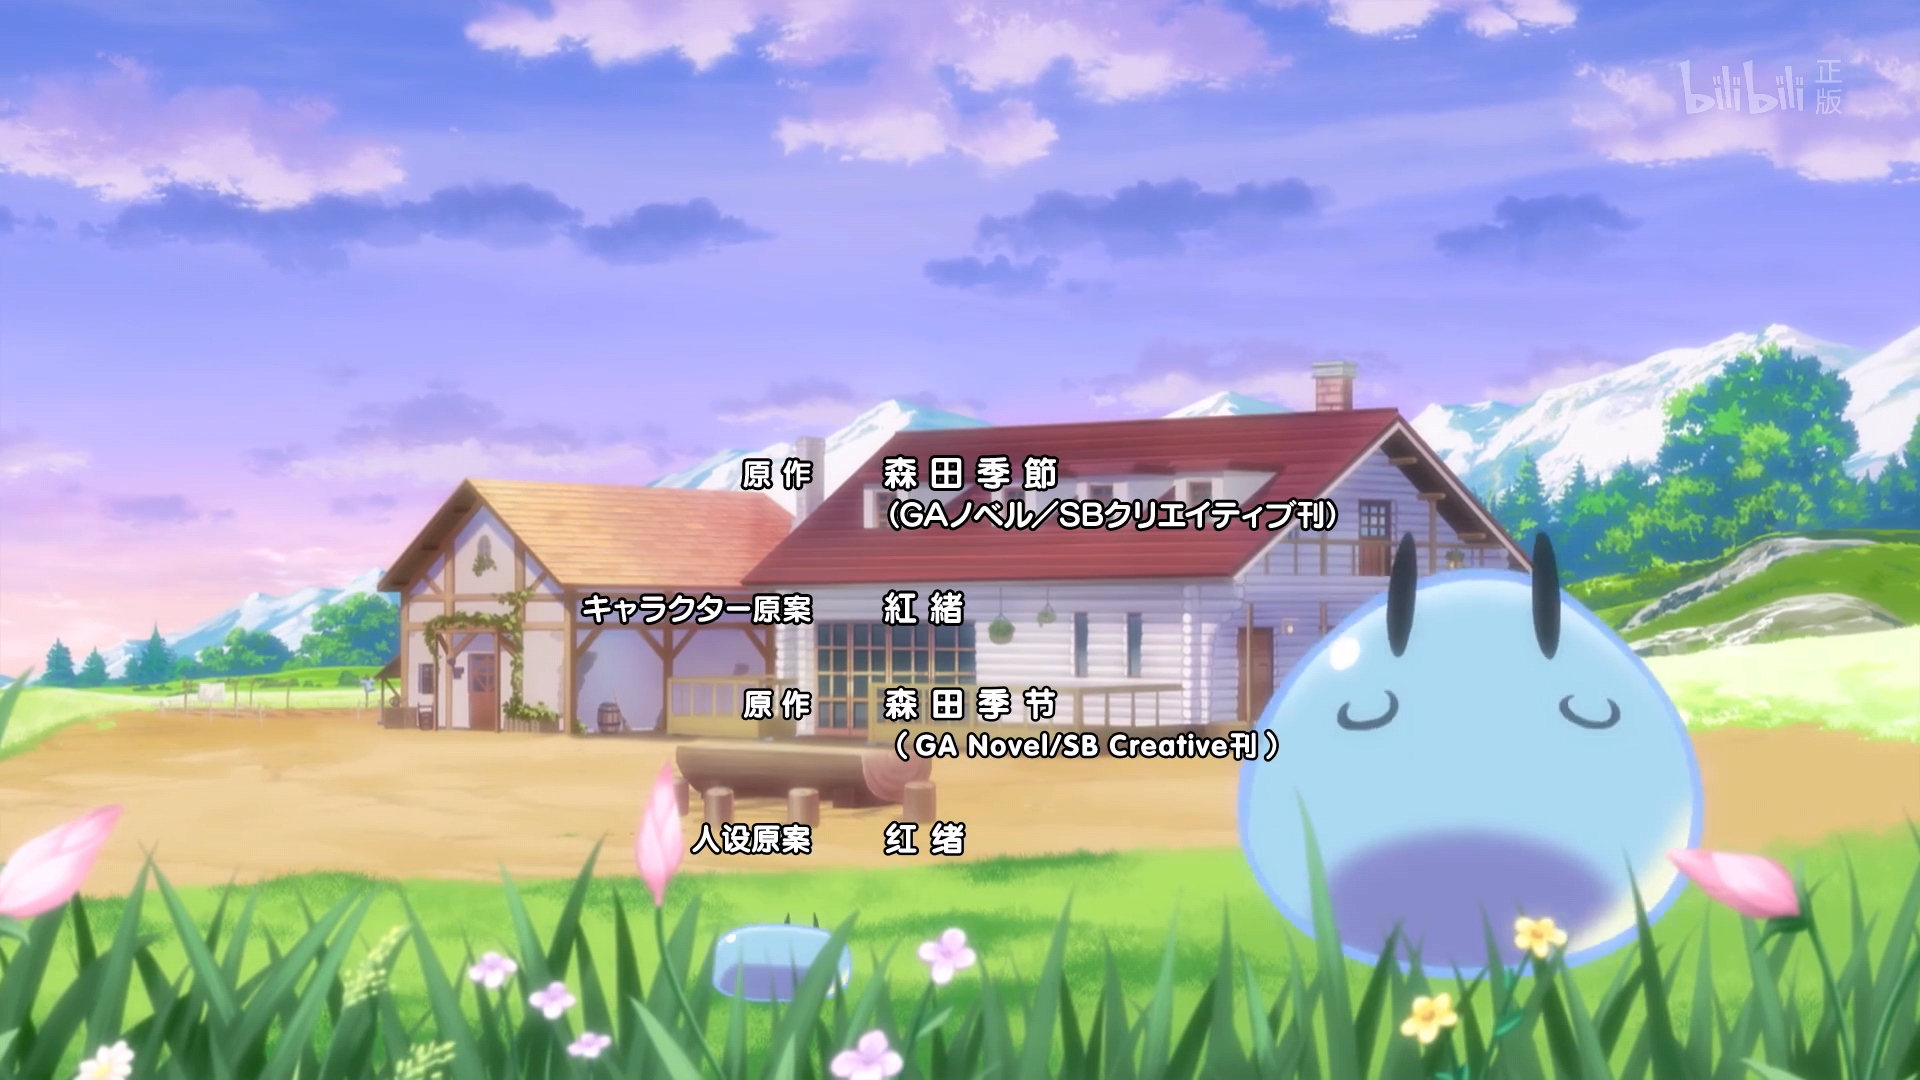 bilibili 正版
原作 森田季節
(GAノベル／SBクリエイティブ刊)
キャラクター原案 紅緒
原作 森田季节
（GA Novel/SB Creative刊）
人设原案 红绪